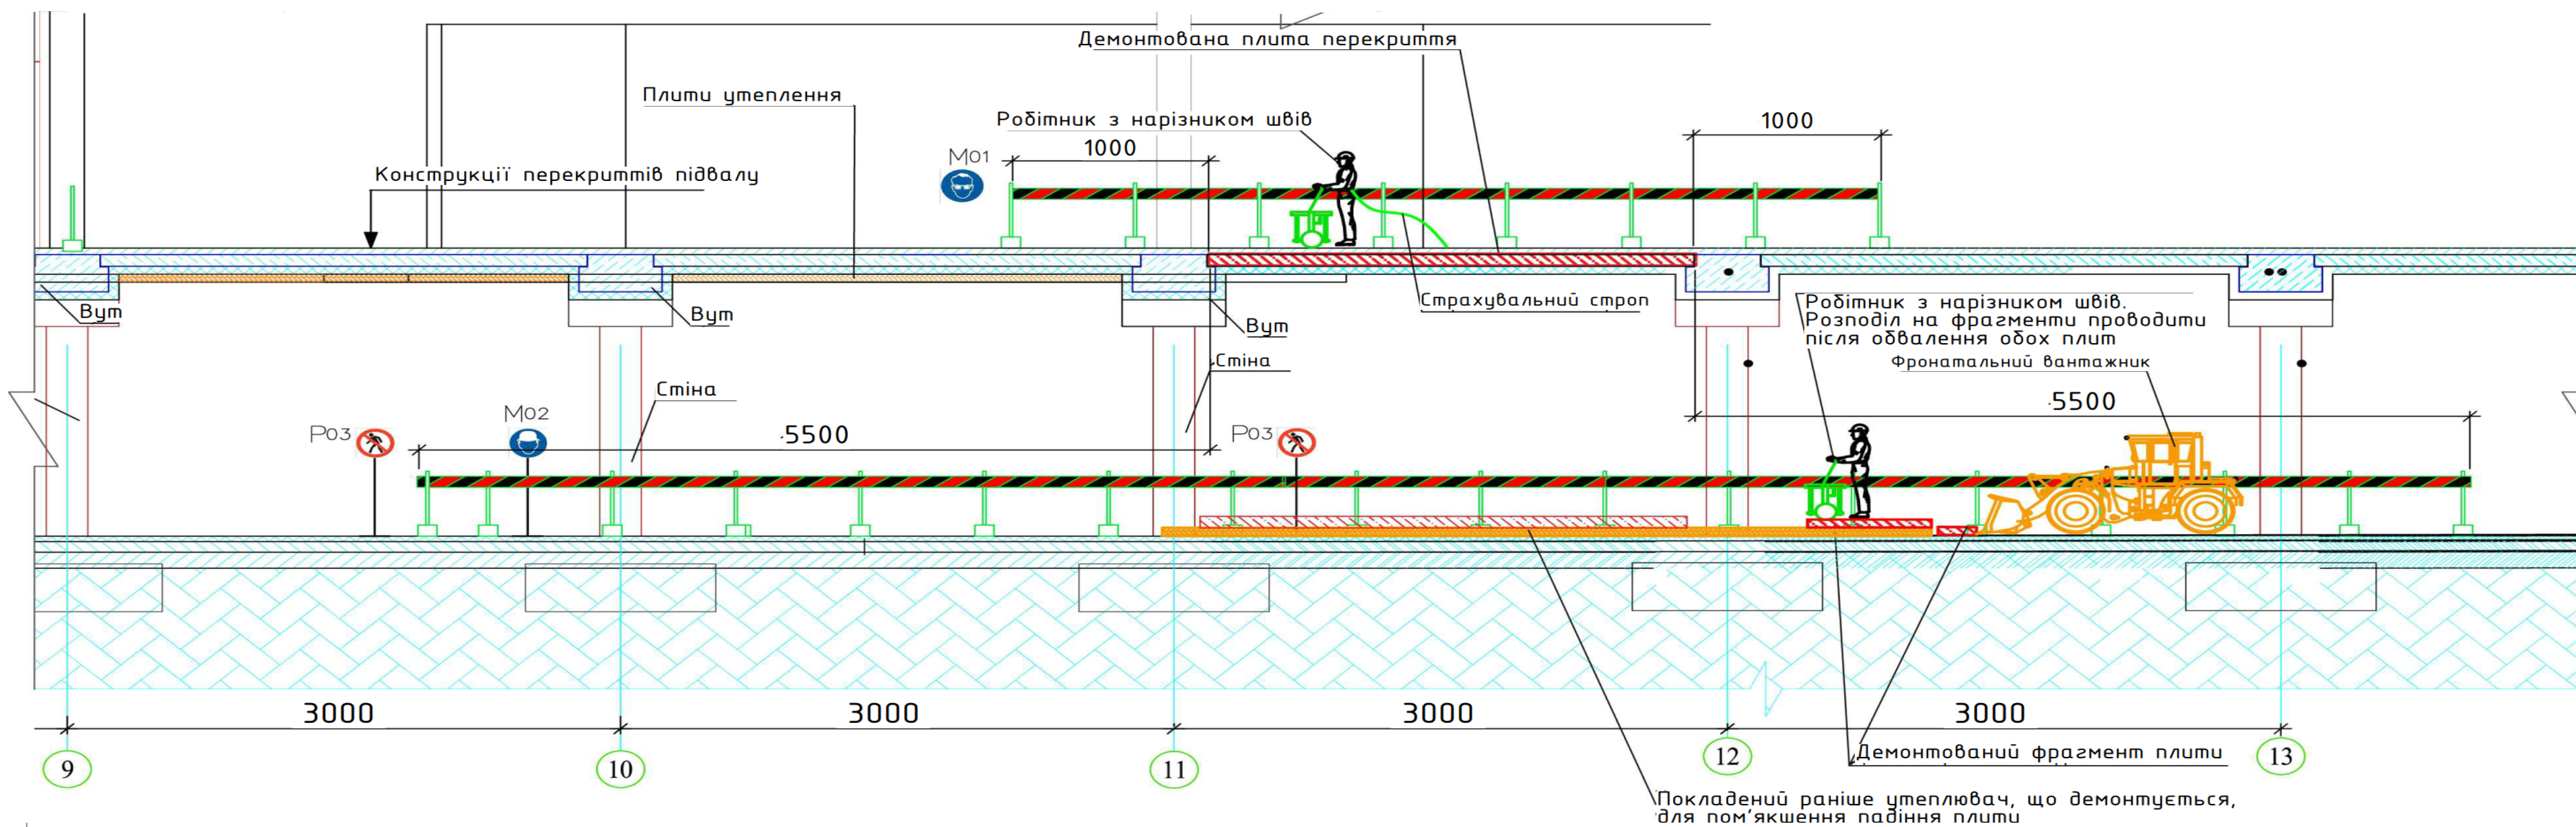 Демонтована плита перекриття
Плити утеплення
Робітник з нарізником швів
1000
1000
М01
Конструкції перекриттів підвалу
Страхувальний строп
Робітник з нарізником швів.
Розподіл на фрагменти проводити
після обвалення обох плит
Вут
Вут
Вут
Стіна
Фронатальний вантажник
Стіна
5500
М02
Р03
5500
Р03
3000
3000
3000
3000
9
10
11
12
13
Демонтований фрагмент плити
Покладений раніше утеплювач, що демонтується,
для пом'якшення падіння плити